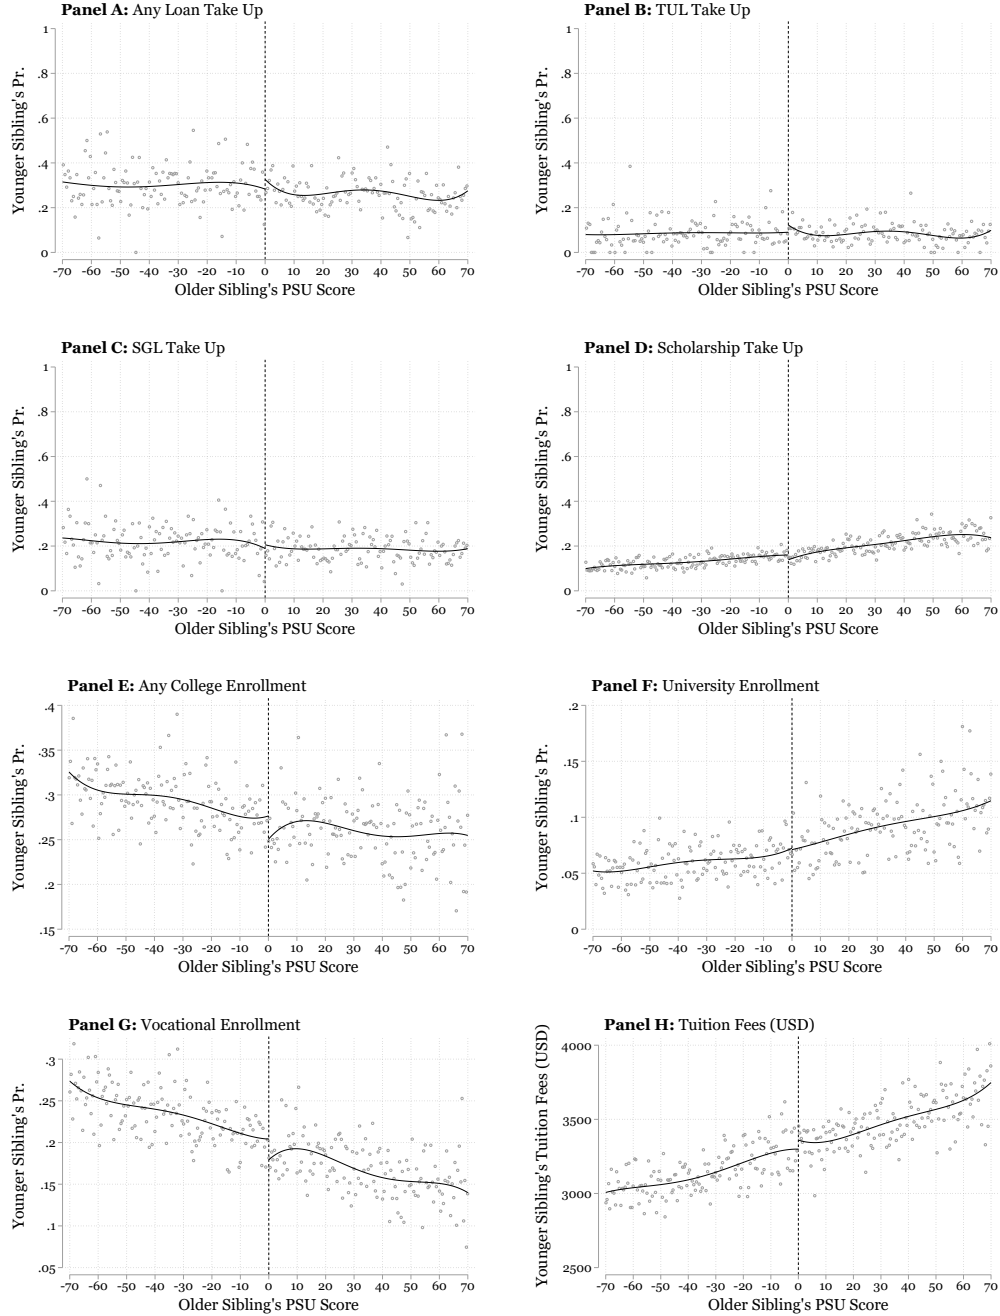 Panel A: Any Loan Take Up
Younger Sibling's Pr.
1
.8
.6
.4
.2
0
-70 -60 -50 -40 -30 -20 -10 0 10 20 30 40 50 60 70
Older Sibling's PSU Score
Panel B: TUL Take Up
Younger Sibling's Pr.
1
.8
.6
.4
.2
0
-70 -60 -50 -40 -30 -20 -10 0 10 20 30 40 50 60 70
Older Sibling's PSU Score
Panel C: SGL Take Up
Younger Sibling's Pr.
1
.8
.6
.4
.2
0
-70 -60 -50 -40 -30 -20 -10 0 10 20 30 40 50 60 70
Older Sibling's PSU Score
Panel D: Scholarship Take Up
Younger Sibling's Pr.
1
.8
.6
.4
.2
0
-70 -60 -50 -40 -30 -20 -10 0 10 20 30 40 50 60 70
Older Sibling's PSU Score
Panel E: Any College Enrollment
Younger Sibling's Pr.
.4
.35
.3
.25
.2
.15
-70 -60 -50 -40 -30 -20 -10 0 10 20 30 40 50 60 70
Older Sibling's PSU Score
Panel F: University Enrollment
Younger Sibling's Pr.
.2
.15
.1
.05
0
-70 -60 -50 -40 -30 -20 -10 0 10 20 30 40 50 60 70
Older Sibling's PSU Score
Panel G: Vocational Enrollment
Younger Sibling's Pr.
.3
.25
.2
.15
.1
.05
-70 -60 -50 -40 -30 -20 -10 0 10 20 30 40 50 60 70
Older Sibling's PSU Score
Panel H: Tuition Fees (USD)
Younger Sibling's Tuition Fees (USD)
4000
3500
3000
2500
-70 -60 -50 -40 -30 -20 -10 0 10 20 30 40 50 60 70
Older Sibling's PSU Score